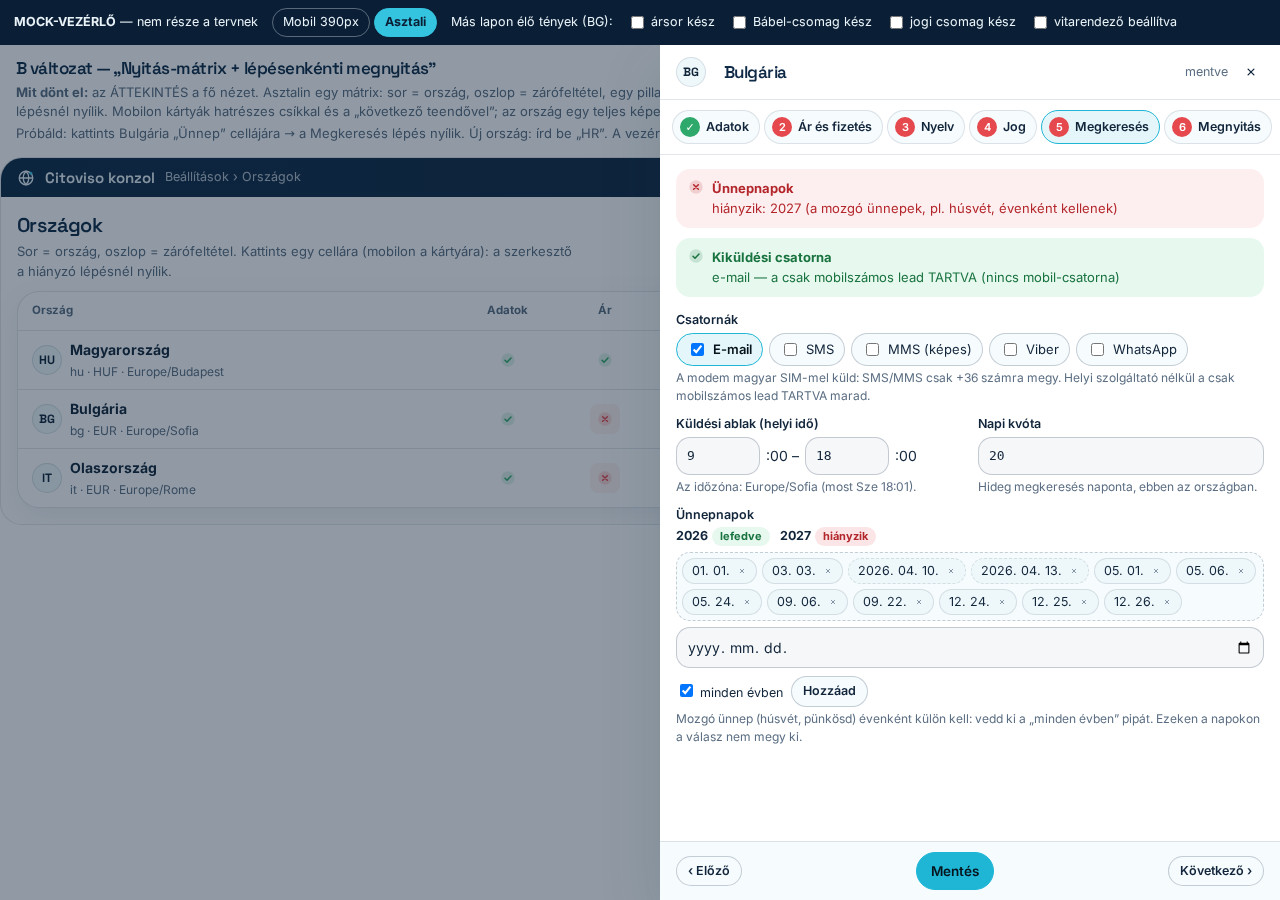 MOCK-VEZÉRLŐ — nem része a tervnek Mobil 390px Asztali Más lapon élő tények (BG): ársor kész Bábel-csomag kész jogi csomag kész vitarendező beállítva
B változat — „Nyitás-mátrix + lépésenkénti megnyitás”
Mit dönt el: az ÁTTEKINTÉS a fő nézet. Asztalin egy mátrix: sor = ország, oszlop = zárófeltétel, egy pilla
lépésnél nyílik. Mobilon kártyák hatrészes csíkkal és a „következő teendővel”; az ország egy teljes képe
Próbáld: kattints Bulgária „Ünnep” cellájára → a Megkeresés lépés nyílik. Új ország: írd be „HR”. A vezér
Citoviso konzol Beállítások › Országok
Országok
Sor = ország, oszlop = zárófeltétel. Kattints egy cellára (mobilon a kártyára): a szerkesztő
a hiányzó lépésnél nyílik.
Ország Adatok Ár
HU Magyarország
hu · HUF · Europe/Budapest
BG Bulgária
bg · EUR · Europe/Sofia
IT Olaszország
it · EUR · Europe/Rome
BG Bulgária mentve ×
✓ Adatok 2 Ár és fizetés 3 Nyelv 4 Jog 5 Megkeresés 6 Megnyitás
Ünnepnapok
hiányzik: 2027 (a mozgó ünnepek, pl. húsvét, évenként kellenek)
Kiküldési csatorna
e-mail — a csak mobilszámos lead TARTVA (nincs mobil-csatorna)
Csatornák
E-mail SMS MMS (képes) Viber WhatsApp
A modem magyar SIM-mel küld: SMS/MMS csak +36 számra megy. Helyi szolgáltató nélkül a csak
mobilszámos lead TARTVA marad.
Küldési ablak (helyi idő) Napi kvóta
9 :00 – 18 :00 20
Az időzóna: Europe/Sofia (most Sze 18:01). Hideg megkeresés naponta, ebben az országban.
Ünnepnapok
2026 lefedve 2027 hiányzik
01. 01. × 03. 03. × 2026. 04. 10. × 2026. 04. 13. × 05. 01. × 05. 06. ×
05. 24. × 09. 06. × 09. 22. × 12. 24. × 12. 25. × 12. 26. ×
yyyy. mm. dd.
minden évben Hozzáad
Mozgó ünnep (húsvét, pünkösd) évenként külön kell: vedd ki a „minden évben” pipát. Ezeken a napokon
a válasz nem megy ki.
‹ Előző Mentés Következő ›